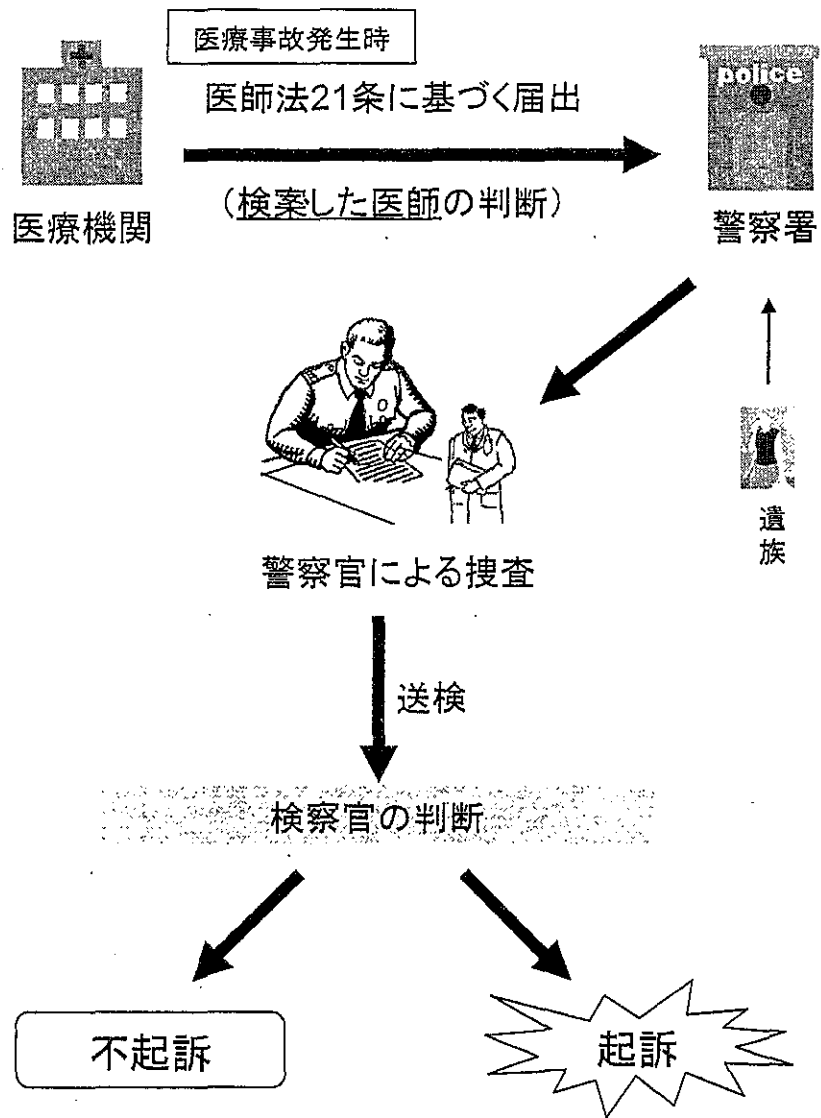 医療事故発生時
医師法21条に基づく届出
police
(検案した医師の判断)
医療機関
警察署
遺族
警察官による捜査
送検
検察官の判断
不起訴
起訴